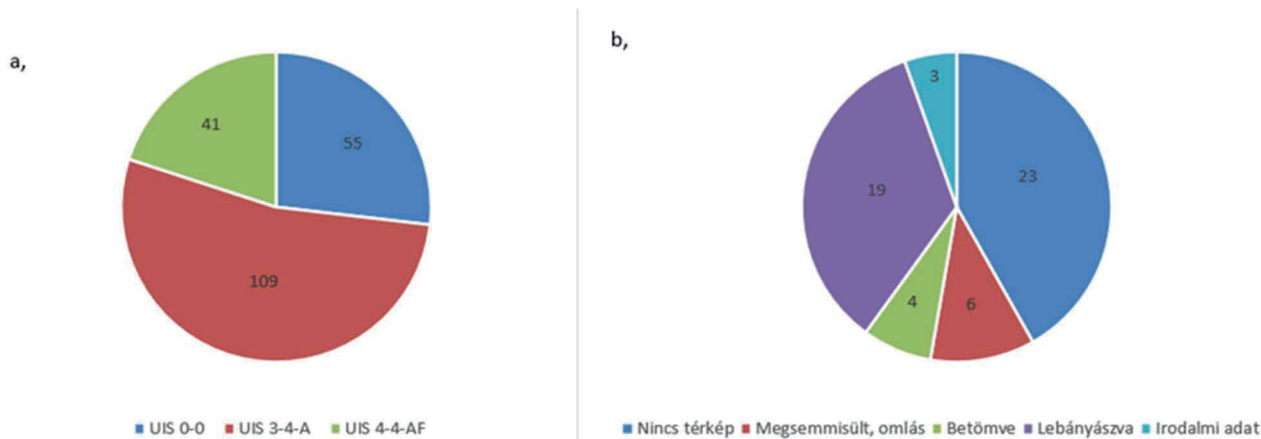 a,
41
55
109
UIS 0-0 UIS 3-4-A UIS 4-4-AF
b,
3
23
19
4
6
Nincs térkép Megsemmisült, omlás Betömve Lebányászva Irodalmi adat